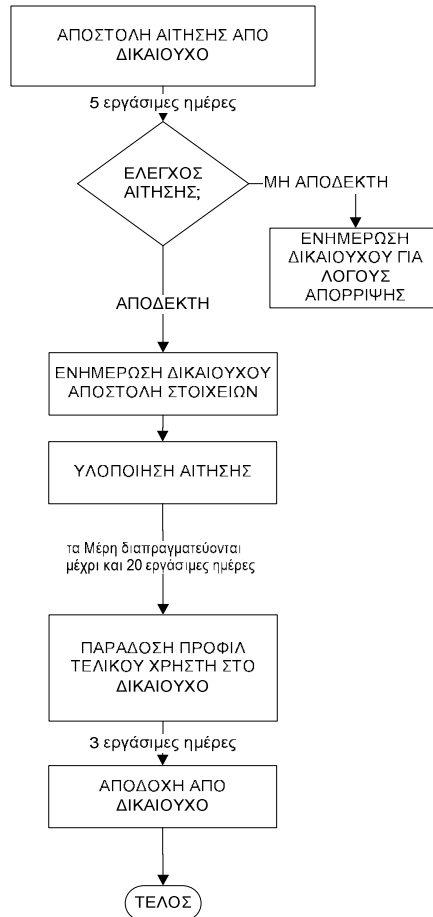 ΑΠΟΣΤΟΛΗ ΑΙΤΗΣΗΣ ΑΠΟ
ΔΙΚΑΙΟΥΧΟ
5 εργάσιμες ημέρες
ΕΛΕΓΧΟΣ
ΑΙΤΗΣΗΣ;
ΜΗ ΑΠΟΔΕΚΤΗ
ΕΝΗΜΕΡΩΣΗ
ΔΙΚΑΙΟΥΧΟΥ ΓΙΑ
ΛΟΓΟΥΣ
ΑΠΟΡΡΙΨΗΣ
ΑΠΟΔΕΚΤΗ
ΕΝΗΜΕΡΩΣΗ ΔΙΚΑΙΟΥΧΟΥ
ΑΠΟΣΤΟΛΗ ΣΤΟΙΧΕΙΩΝ
ΥΛΟΠΟΙΗΣΗ ΑΙΤΗΣΗΣ
τα Μέρη διαπραγματεύονται
μέχρι και 20 εργάσιμες ημέρες
ΠΑΡΑΔΟΣΗ ΠΡΟΦΙΛ
ΤΕΛΙΚΟΥ ΧΡΗΣΤΗ ΣΤΟ
ΔΙΚΑΙΟΥΧΟ
3 εργάσιμες ημέρες
ΑΠΟΔΟΧΗ ΑΠΟ
ΔΙΚΑΙΟΥΧΟ
ΤΕΛΟΣ